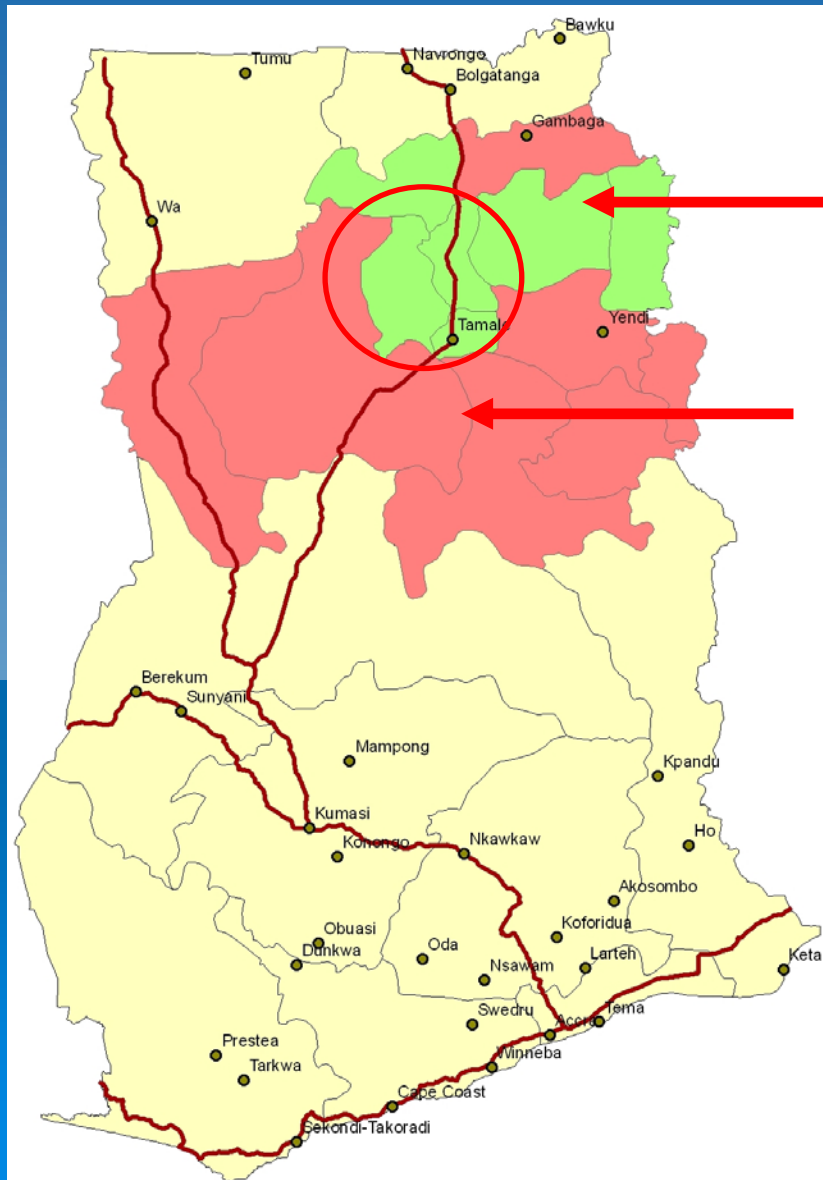 Bawku
Tumu
Navrongo
Bolgatanga
Gambaga
Wa
Tamale
Yendi
Berekum
Sunyani
Mampong
Kpandu
Kumasi
Konongo
Nkawkaw
Ho
Akosombo
Obuasi
Dunkwa
Oda
Koforidua
Larteh
Keta
Nsawam
Swedru
Accra
Tema
Prestea
Tarkwa
Winneba
Cape Coast
Sekondi-Takoradi